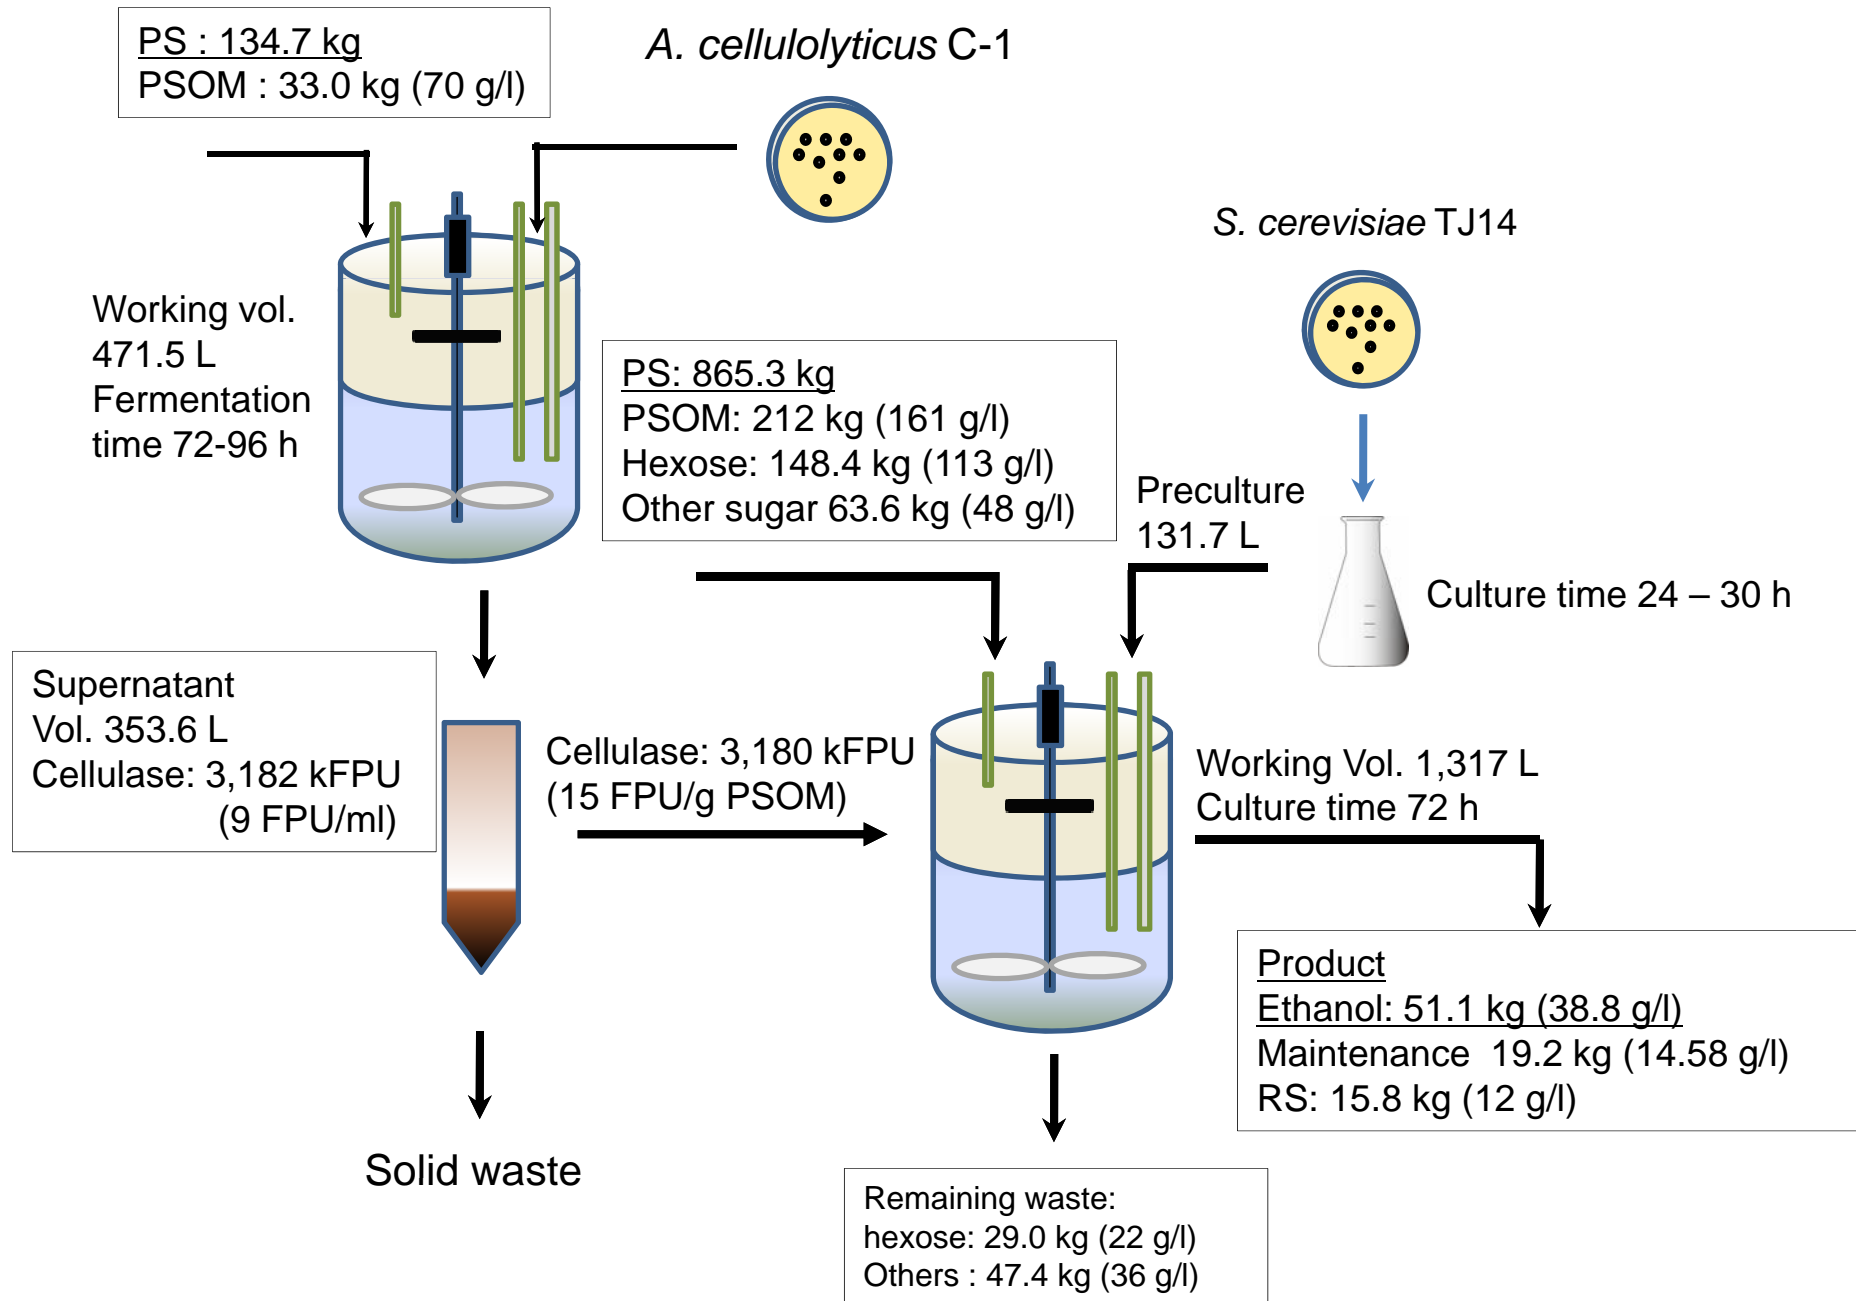 PS : 134.7 kg
PSOM : 33.0 kg (70 g/l)
A. cellulolyticus C-1
S. cerevisiae TJ14
Working vol.
471.5 L
Fermentation
time 72-96 h
PS: 865.3 kg
PSOM: 212 kg (161 g/l)
Hexose: 148.4 kg (113 g/l)
Other sugar 63.6 kg (48 g/l)
Preculture
131.7 L
Culture time 24 – 30 h
Supernatant
Vol. 353.6 L
Cellulase: 3,182 kFPU
(9 FPU/ml)
Cellulase: 3,180 kFPU
(15 FPU/g PSOM)
Working Vol. 1,317 L
Culture time 72 h
Product
Ethanol: 51.1 kg (38.8 g/l)
Maintenance 19.2 kg (14.58 g/l)
RS: 15.8 kg (12 g/l)
Solid waste
Remaining waste:
hexose: 29.0 kg (22 g/l)
Others : 47.4 kg (36 g/l)